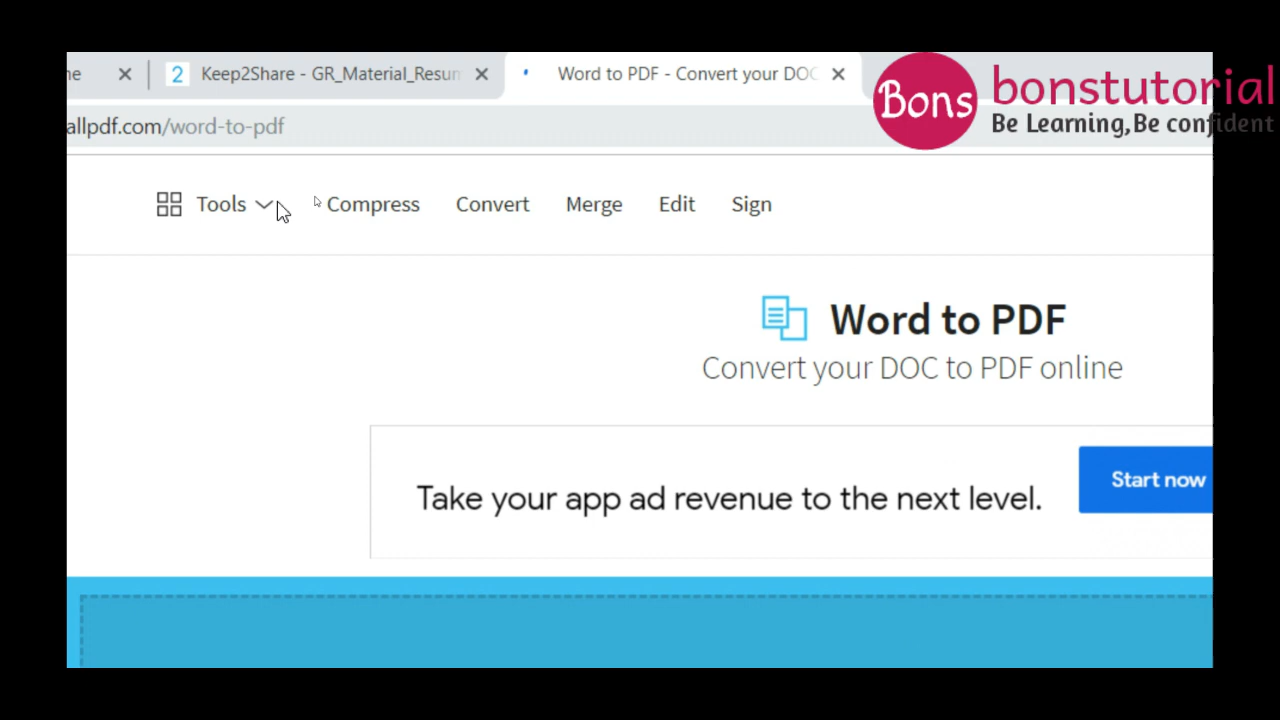 ne
2 Keep2Share - GR_Material_Resum
Word to PDF - Convert your DOC
Bons
bonstutorial
Be Learning,Be confident
allpdf.com/word-to-pdf
Tools Compress Convert Merge Edit Sign
Word to PDF
Convert your DOC to PDF online
Take your app ad revenue to the next level.
Start now